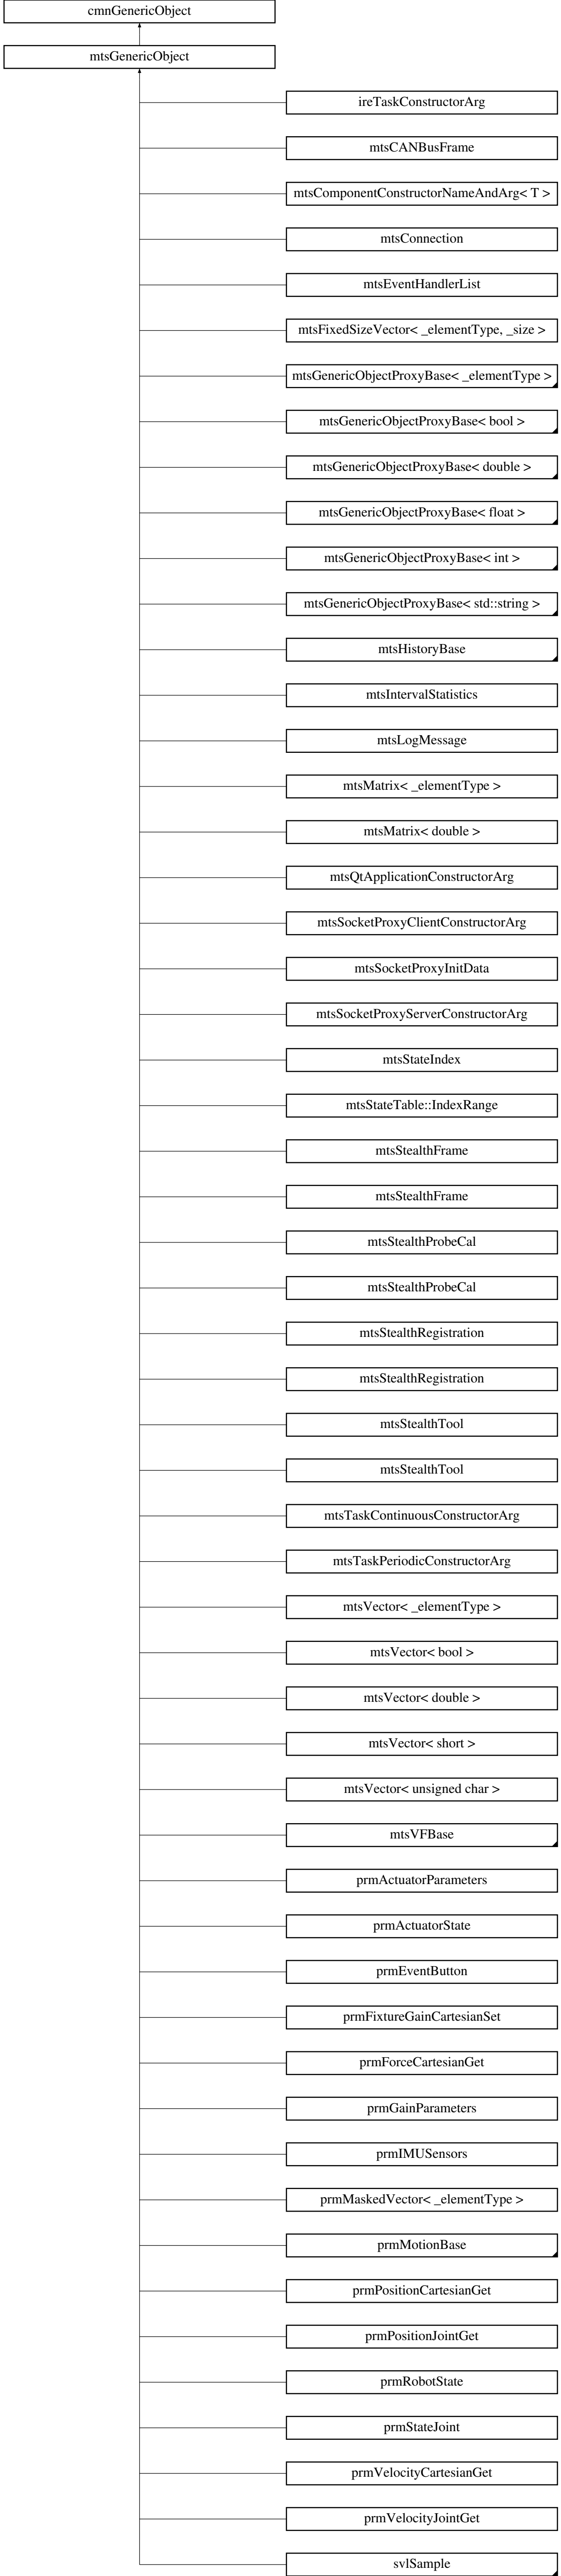 cmnGenericObject
mtsGenericObject
ireTaskConstructorArg
mtsCANBusFrame
mtsComponentConstructorNameAndArg< T >
mtsConnection
mtsEventHandlerList
mtsFixedSizeVector< _elementType, _size >
mtsGenericObjectProxyBase< _elementType >
mtsGenericObjectProxyBase< bool >
mtsGenericObjectProxyBase< double >
mtsGenericObjectProxyBase< float >
mtsGenericObjectProxyBase< int >
mtsGenericObjectProxyBase< std::string >
mtsHistoryBase
mtsIntervalStatistics
mtsLogMessage
mtsMatrix< _elementType >
mtsMatrix< double >
mtsQtApplicationConstructorArg
mtsSocketProxyClientConstructorArg
mtsSocketProxyInitData
mtsSocketProxyServerConstructorArg
mtsStateIndex
mtsStateTable::IndexRange
mtsStealthFrame
mtsStealthFrame
mtsStealthProbeCal
mtsStealthProbeCal
mtsStealthRegistration
mtsStealthRegistration
mtsStealthTool
mtsStealthTool
mtsTaskContinuousConstructorArg
mtsTaskPeriodicConstructorArg
mtsVector< _elementType >
mtsVector< bool >
mtsVector< double >
mtsVector< short >
mtsVector< unsigned char >
mtsVFBase
prmActuatorParameters
prmActuatorState
prmEventButton
prmFixtureGainCartesianSet
prmForceCartesianGet
prmGainParameters
prmIMUSensors
prmMaskedVector< _elementType >
prmMotionBase
prmPositionCartesianGet
prmPositionJointGet
prmRobotState
prmStateJoint
prmVelocityCartesianGet
prmVelocityJointGet
svlSample